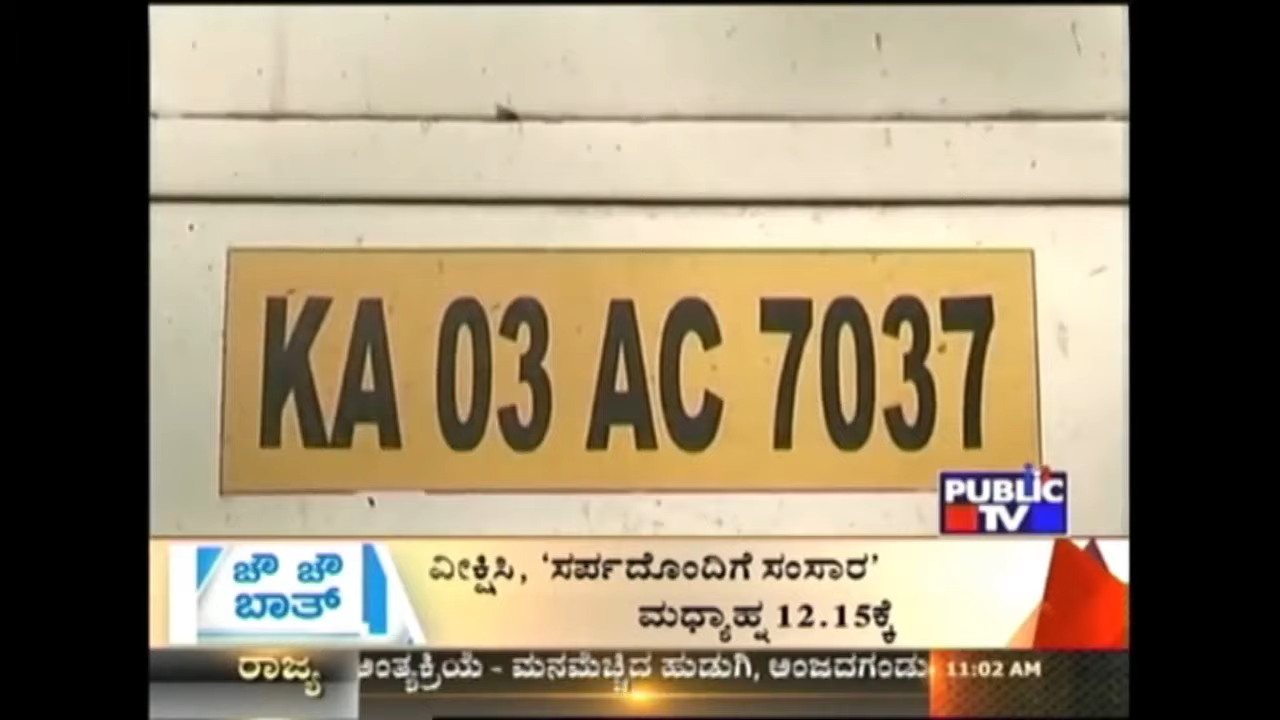 KA 03 AC 7037
PUBLiC
TV
ಚೌ ಚೌ
ಬಾತ್
ವೀಕ್ಷಿಸಿ, ‘ಸರ್ಪದೊಂದಿಗೆ ಸಂಸಾರ’
ಮಧ್ಯಾಹ್ನ 12.15ಕ್ಕೆ
ರಾಜ್ಯ ಅಂತ್ಯಕ್ರಿಯೆ - ಮನಮೆಚ್ಚಿದ ಹುಡುಗಿ, ಅಂಜದಗಂಡು 11:02 AM